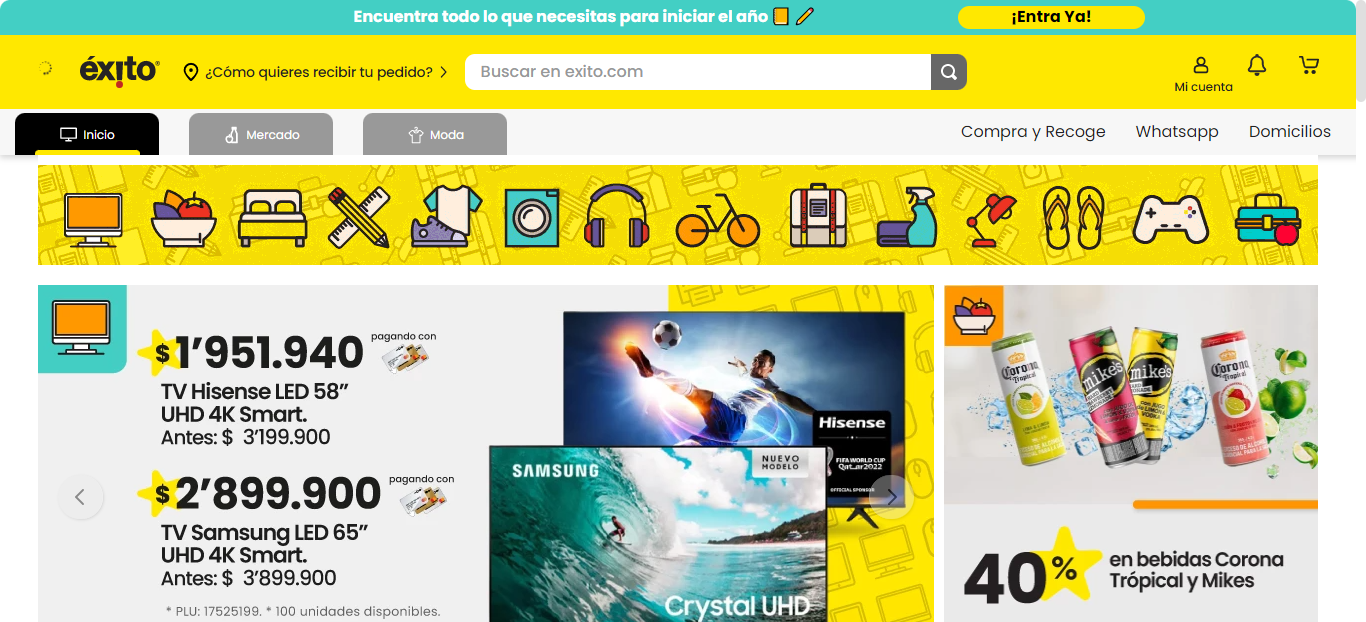 Encuentra todo lo que necesitas para iniciar el año
¡Entra Ya!
éxito
¿Cómo quieres recibir tu pedido?
Buscar en exito.com
Mi cuenta
Inicio
Mercado
Moda
Compra y Recoge
Whatsapp
Domicilios
$1’951.940
pagando con
TV Hisense LED 58”
UHD 4K Smart.
Antes: $ 3’199.900
$2’899.900
pagando con
TV Samsung LED 65”
UHD 4K Smart.
Antes: $ 3’899.900
* PLU: 17525199. * 100 unidades disponibles.
Hisense
FIFA WORLD CUP
Qatar2022
OFFICIAL SPONSOR
SAMSUNG
NUEVO
MODELO
Crystal UHD
Corona
Tropical
mike's
mike's
Corona
Tropical
40%
en bebidas Corona
Trópical y Mikes